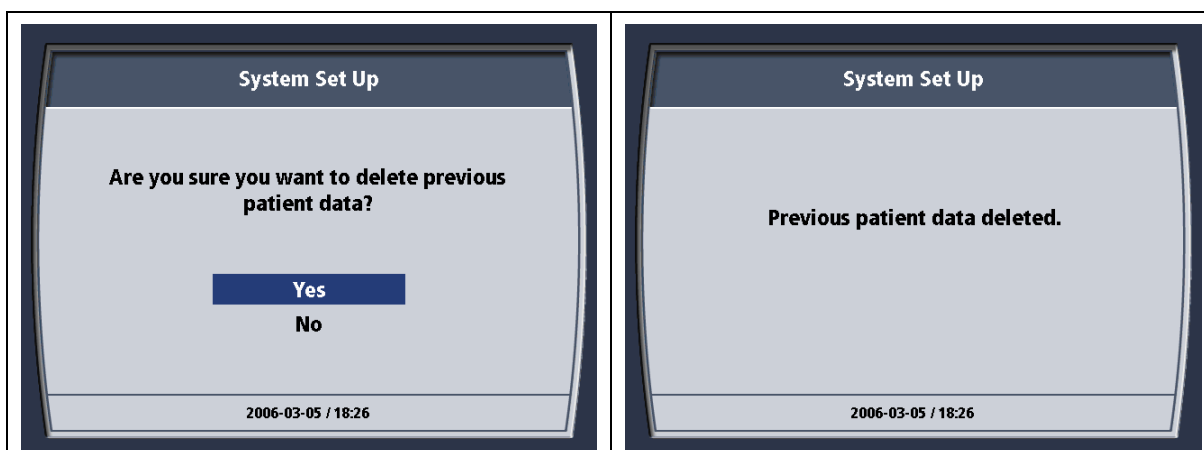 System Set Up
Are you sure you want to delete previous
patient data?
Yes
No
2006-03-05 / 18:26
System Set Up
Previous patient data deleted.
2006-03-05 / 18:26